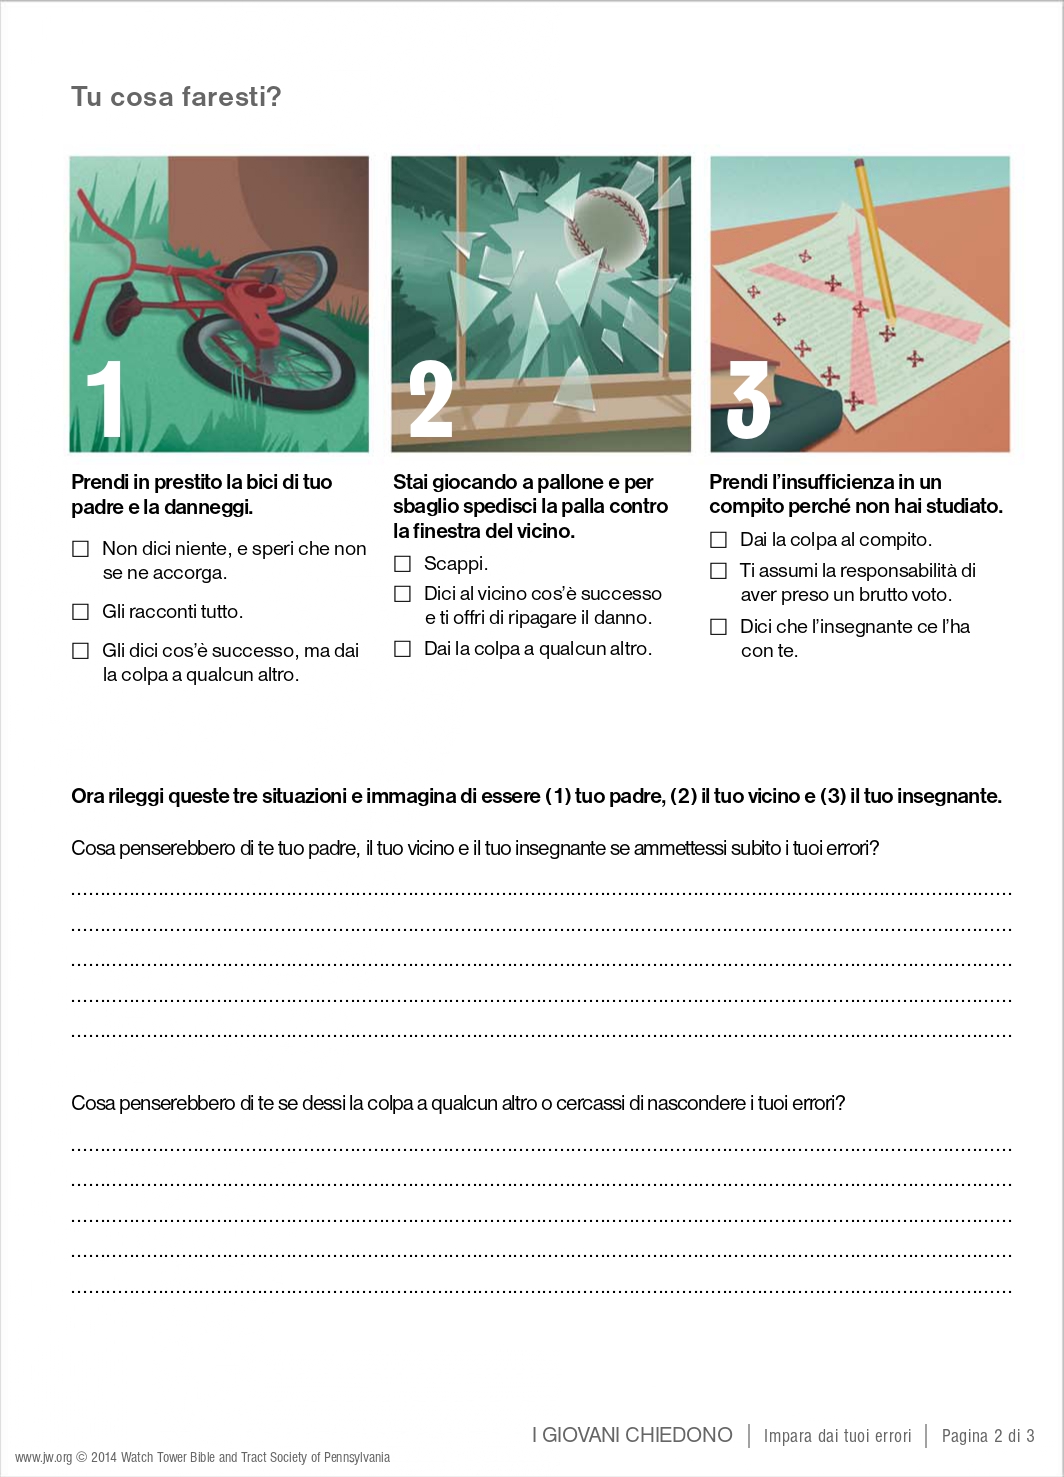 Tu cosa faresti?
1
2
3
Prendi in prestito la bici di tuo
padre e la danneggi.
Non dici niente, e speri che non
se ne accorga.
Gli racconti tutto.
Gli dici cos'è successo, ma dai
la colpa a qualcun altro.
Stai giocando a pallone e per
sbaglio spedisci la palla contro
la finestra del vicino.
Scappi.
Dici al vicino cos'è successo
e ti offri di ripagare il danno.
Dai la colpa a qualcun altro.
Prendi l'insufficienza in un
compito perché non hai studiato.
Dai la colpa al compito.
Ti assumi la responsabilità di
aver preso un brutto voto.
Dici che l'insegnante ce l'ha
con te.
Ora rileggi queste tre situazioni e immagina di essere (1) tuo padre, (2) il tuo vicino e (3) il tuo insegnante.
Cosa penserebbero di te tuo padre, il tuo vicino e il tuo insegnante se ammettessi subito i tuoi errori?
Cosa penserebbero di te se dessi la colpa a qualcun altro o cercassi di nascondere i tuoi errori?
I GIOVANI CHIEDONO | Impara dai tuoi errori | Pagina 2 di 3
www.jw.org © 2014 Watch Tower Bible and Tract Society of Pennsylvania